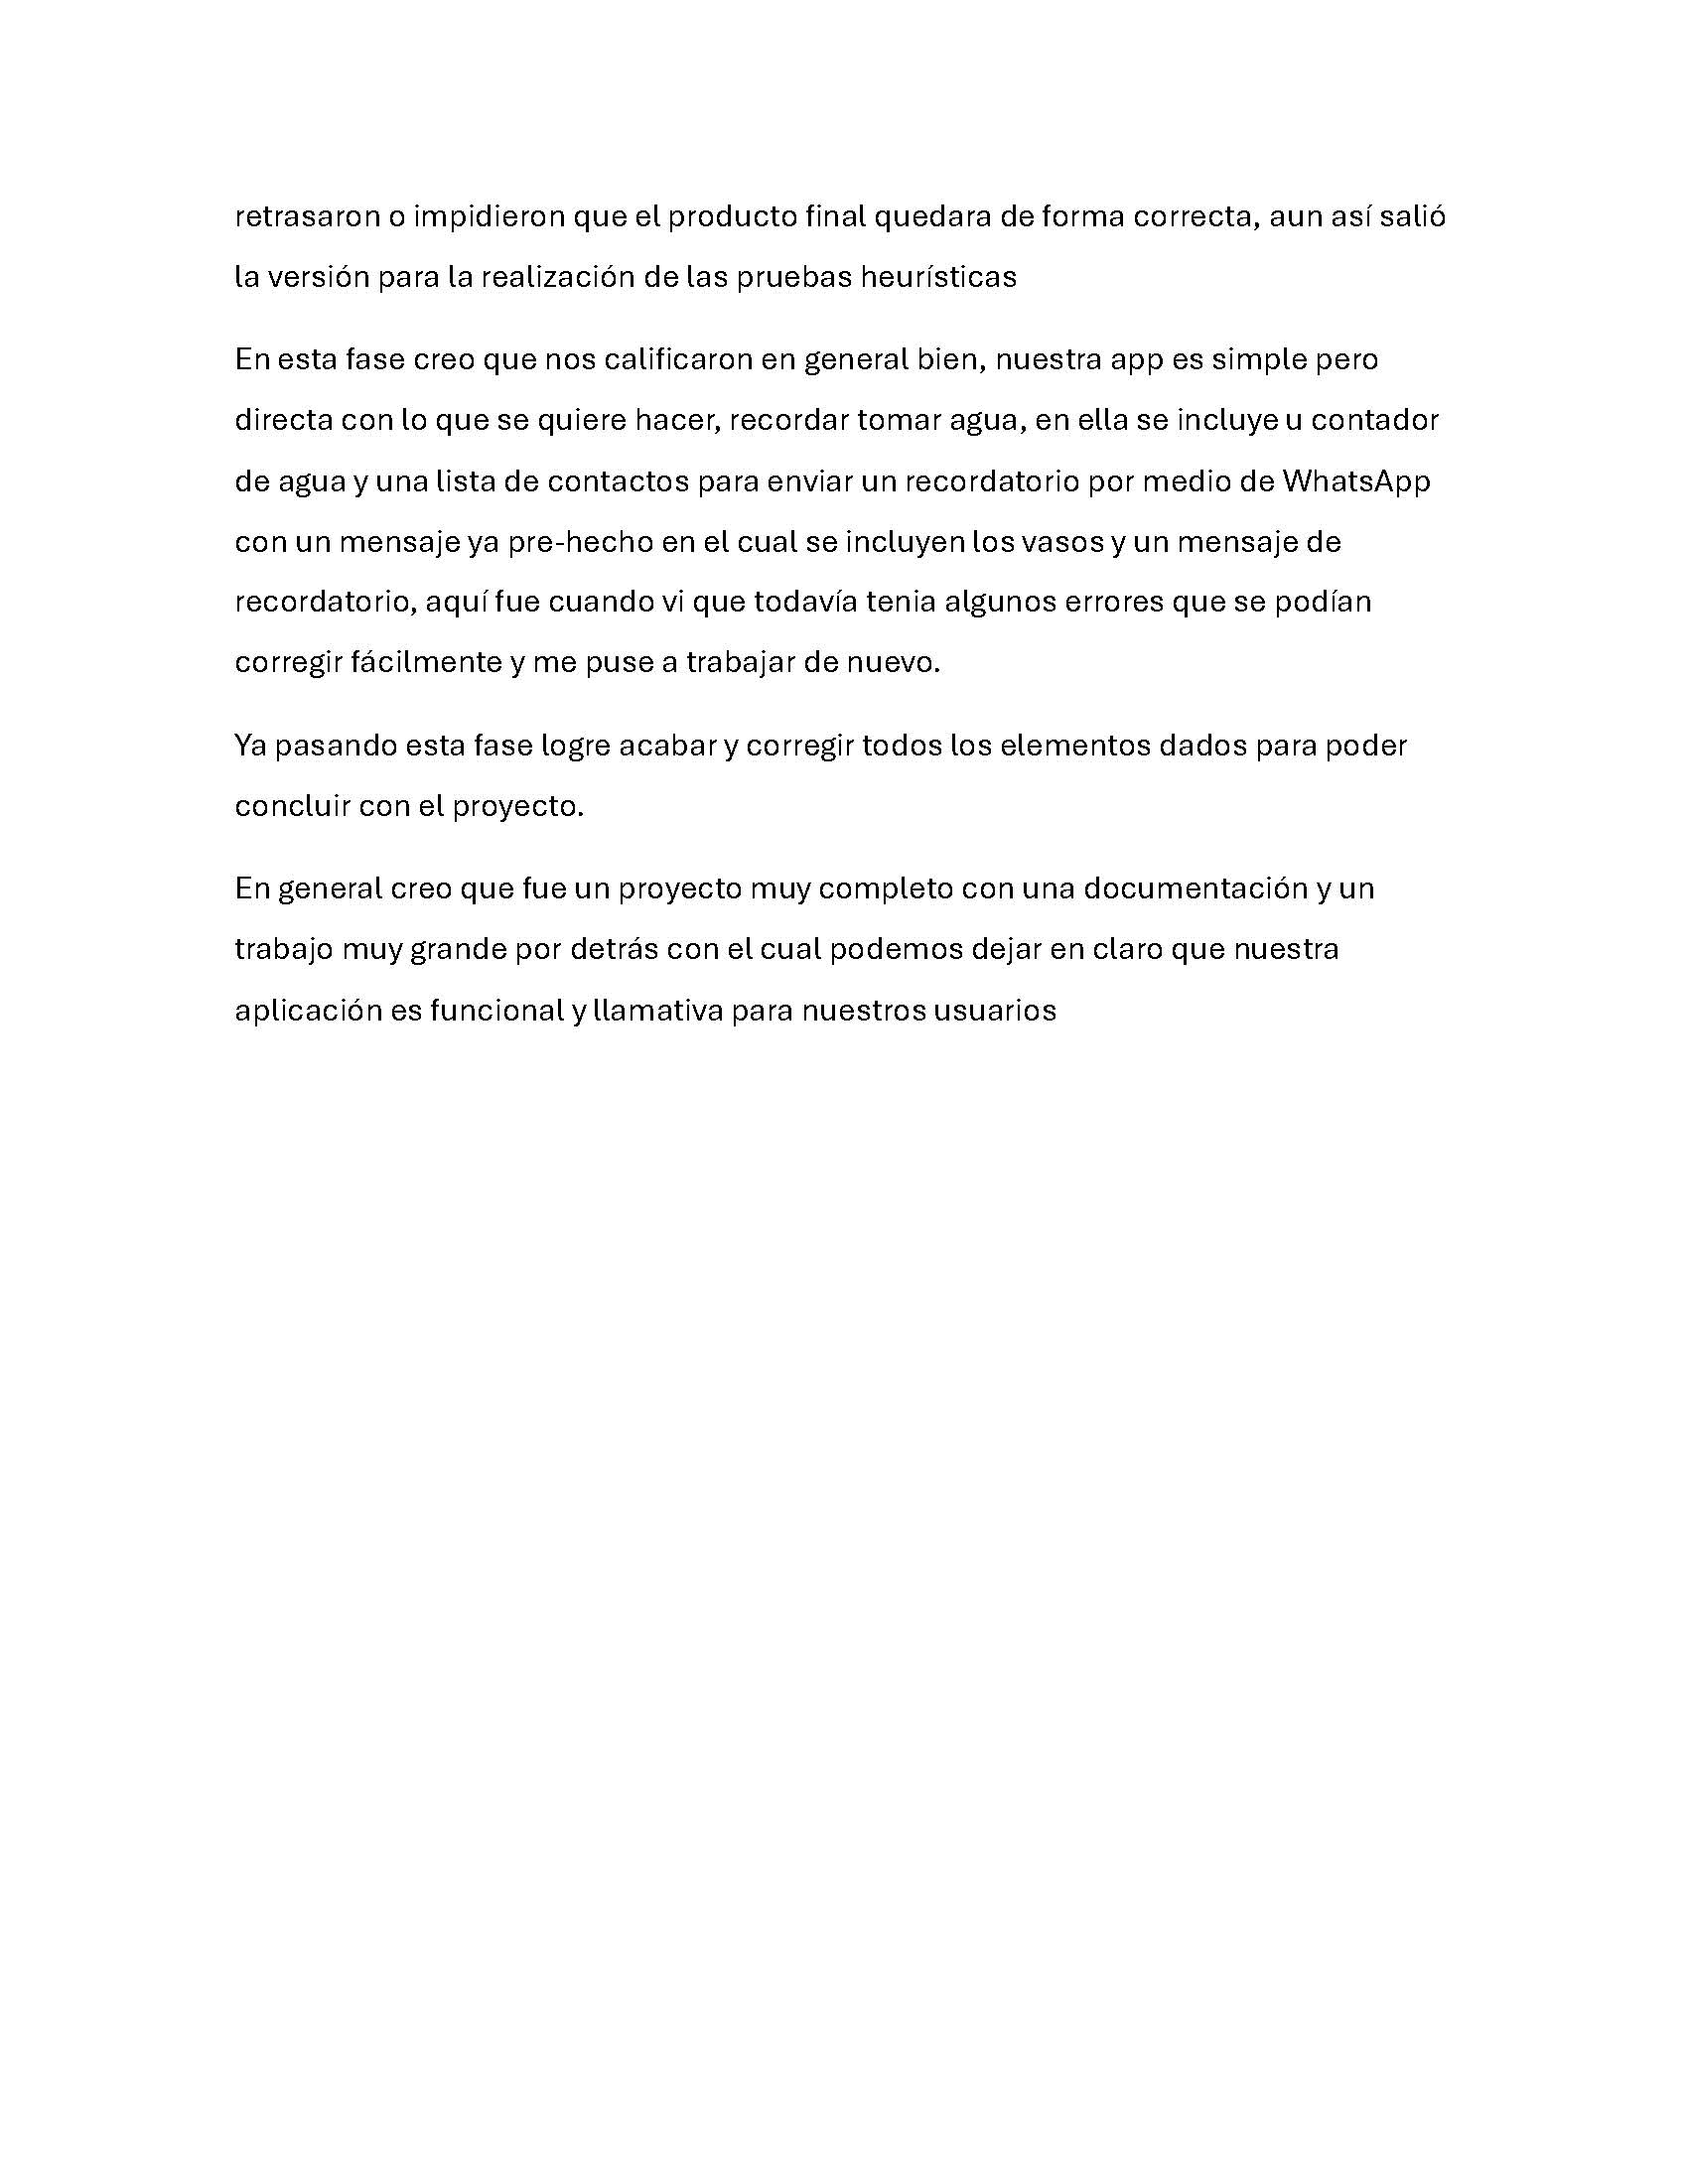 retrasaron o impidieron que el producto final quedara de forma correcta, aun así salió
la versión para la realización de las pruebas heurísticas
En esta fase creo que nos calificaron en general bien, nuestra app es simple pero
directa con lo que se quiere hacer, recordar tomar agua, en ella se incluye u contador
de agua y una lista de contactos para enviar un recordatorio por medio de WhatsApp
con un mensaje ya pre-hecho en el cual se incluyen los vasos y un mensaje de
recordatorio, aquí fue cuando vi que todavía tenia algunos errores que se podían
corregir fácilmente y me puse a trabajar de nuevo.
Ya pasando esta fase logre acabar y corregir todos los elementos dados para poder
concluir con el proyecto.
En general creo que fue un proyecto muy completo con una documentación y un
trabajo muy grande por detrás con el cual podemos dejar en claro que nuestra
aplicación es funcional y llamativa para nuestros usuarios